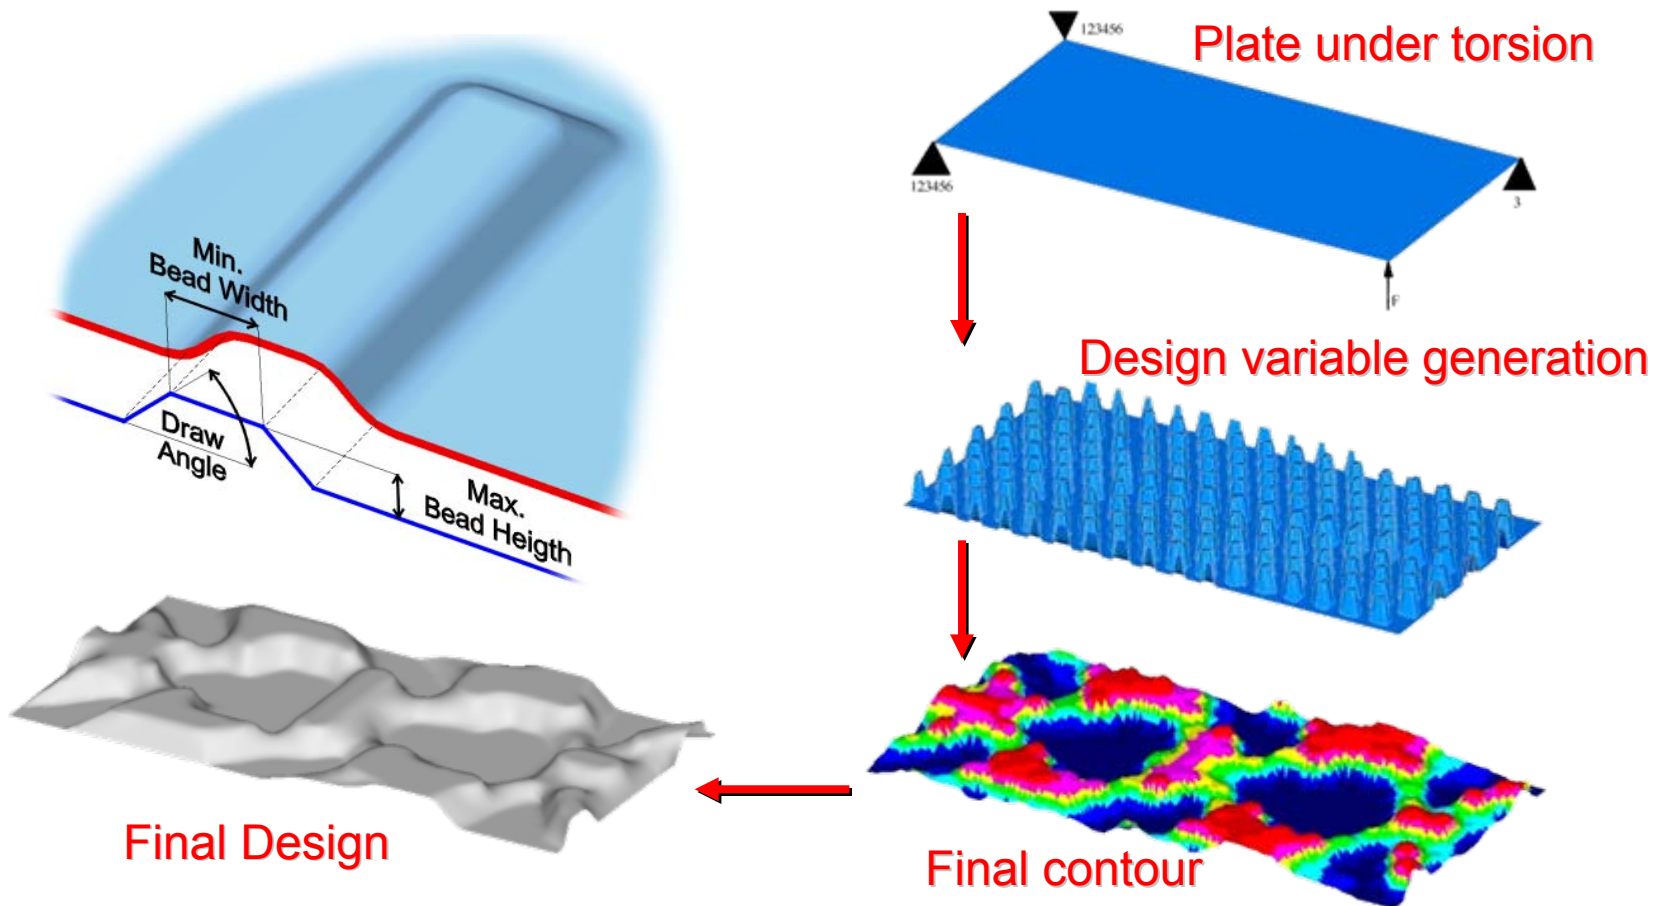 Plate under torsion
123456
123456
3
F
Min.
Bead Width
Draw
Angle
Max.
Bead Heigth
Design variable generation
Final contour
Final Design